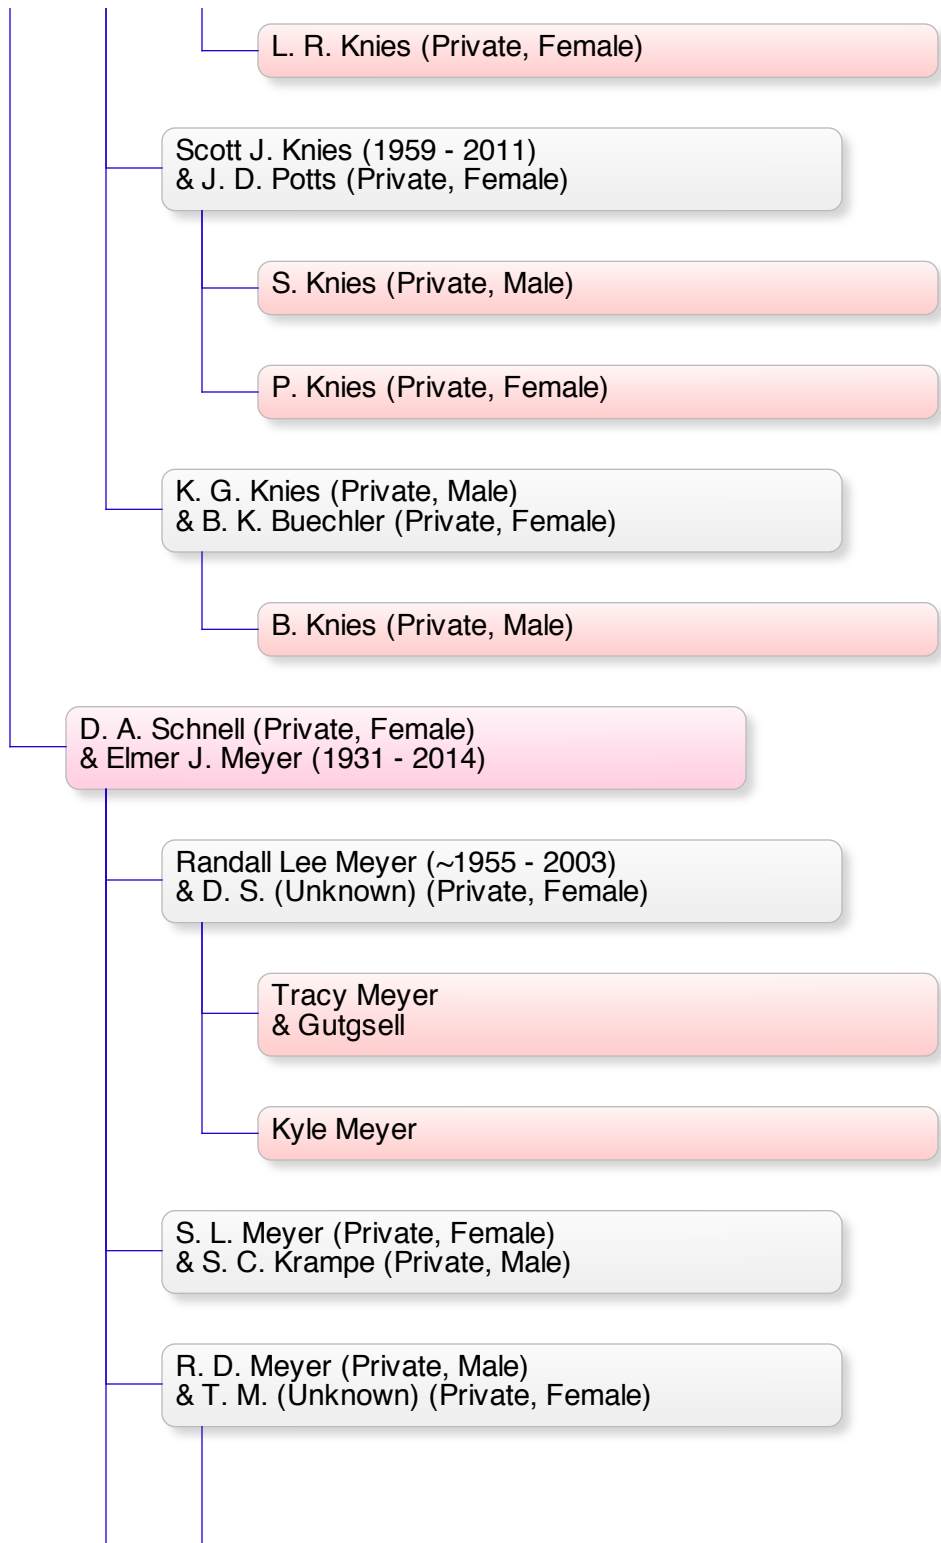 L. R. Knies (Private, Female)
Scott J. Knies (1959 - 2011)
& J. D. Potts (Private, Female)
S. Knies (Private, Male)
P. Knies (Private, Female)
K. G. Knies (Private, Male)
& B. K. Buechler (Private, Female)
B. Knies (Private, Male)
D. A. Schnell (Private, Female)
& Elmer J. Meyer (1931 - 2014)
Randall Lee Meyer (~1955 - 2003)
& D. S. (Unknown) (Private, Female)
Tracy Meyer
& Gutgsell
Kyle Meyer
S. L. Meyer (Private, Female)
& S. C. Krampe (Private, Male)
R. D. Meyer (Private, Male)
& T. M. (Unknown) (Private, Female)